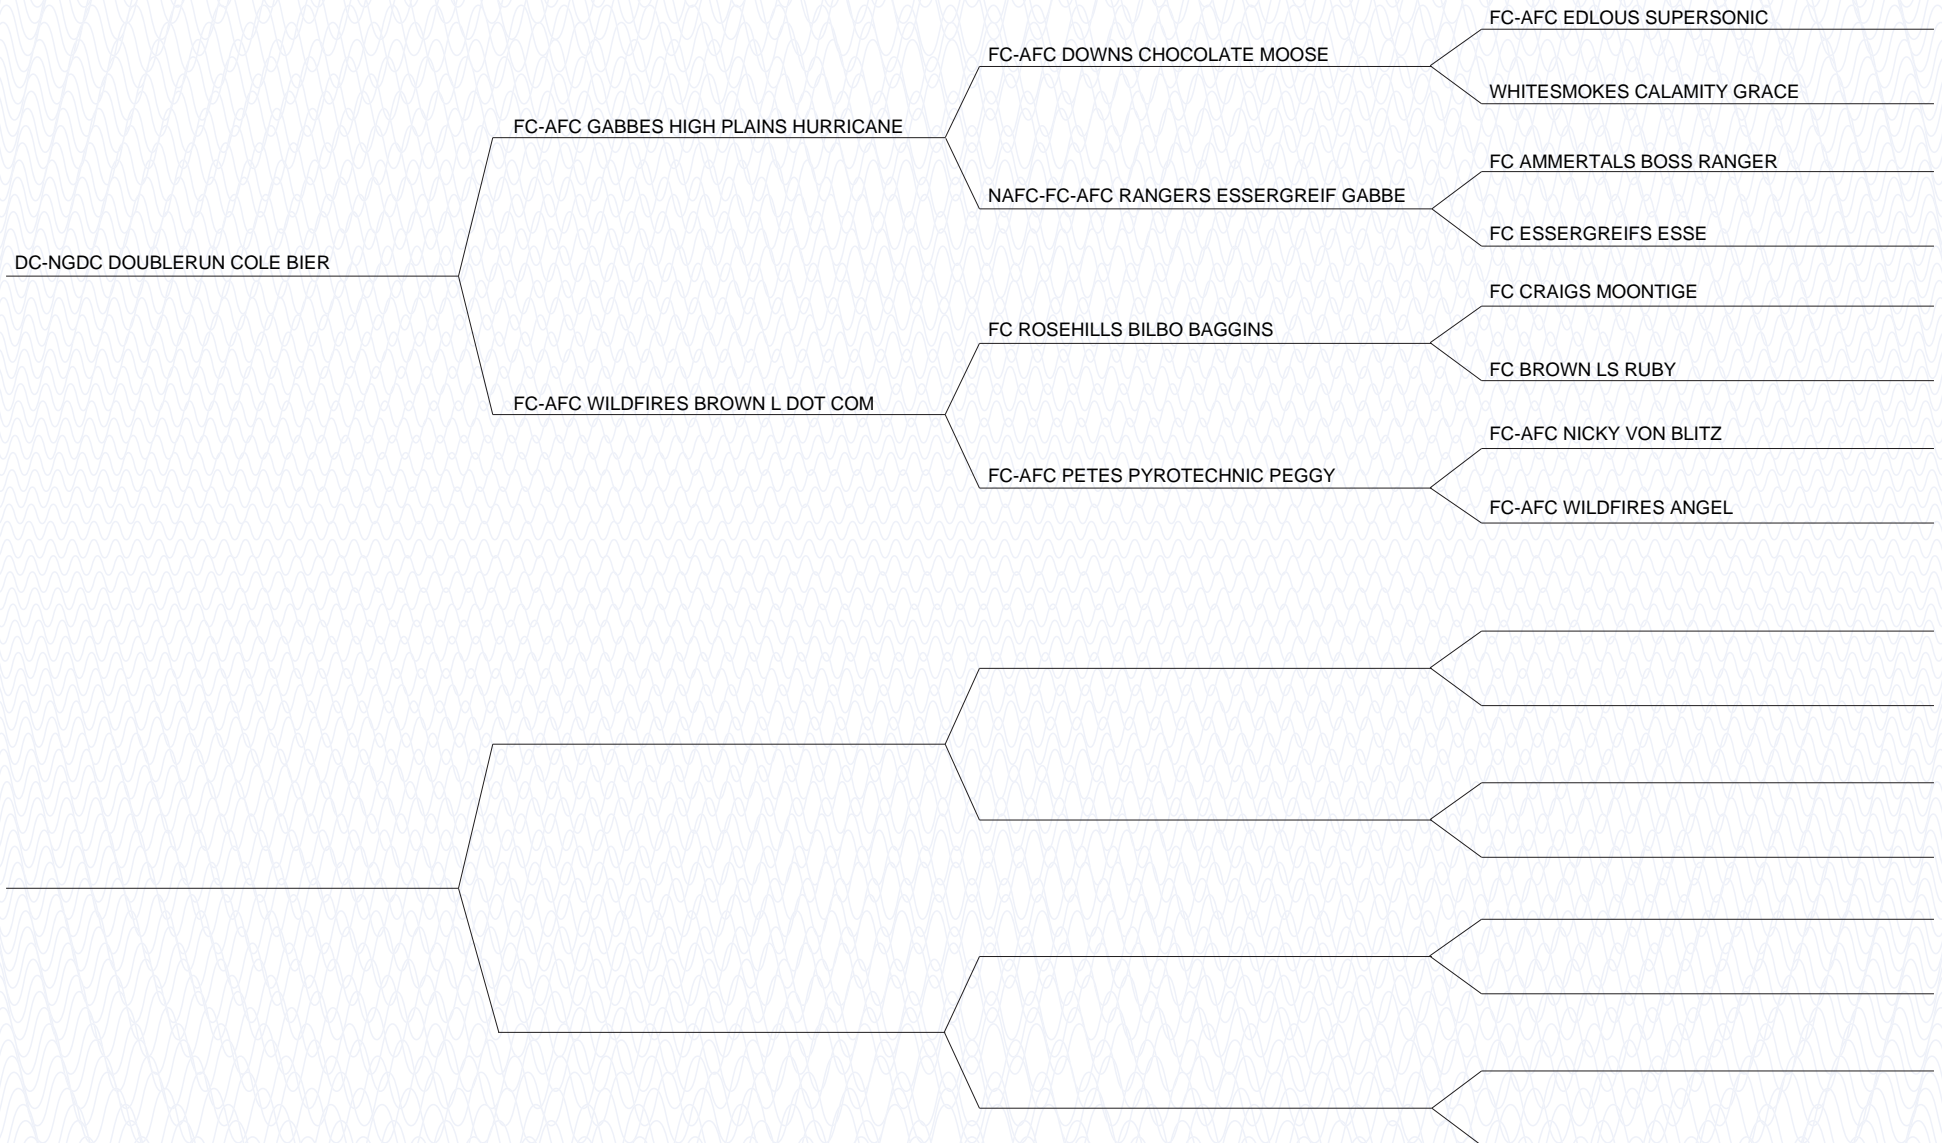 FC-AFC EDLOUS SUPERSONIC
FC-AFC DOWNS CHOCOLATE MOOSE
WHITESMOKES CALAMITY GRACE
FC-AFC GABBES HIGH PLAINS HURRICANE
FC AMMERTALS BOSS RANGER
NAFC-FC-AFC RANGERS ESSERGREIF GABBE
FC ESSERGREIFS ESSE
DC-NGDC DOUBLERUN COLE BIER
FC CRAIGS MOONTIGE
FC ROSEHILLS BILBO BAGGINS
FC BROWN LS RUBY
FC-AFC WILDFIRES BROWN L DOT COM
FC-AFC NICKY VON BLITZ
FC-AFC PETES PYROTECHNIC PEGGY
FC-AFC WILDFIRES ANGEL